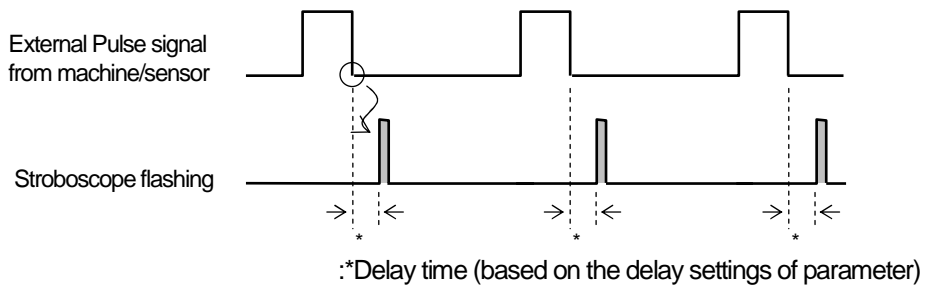 External Pulse signal
from machine/sensor
Stroboscope flashing
* * *
:*Delay time (based on the delay settings of parameter)